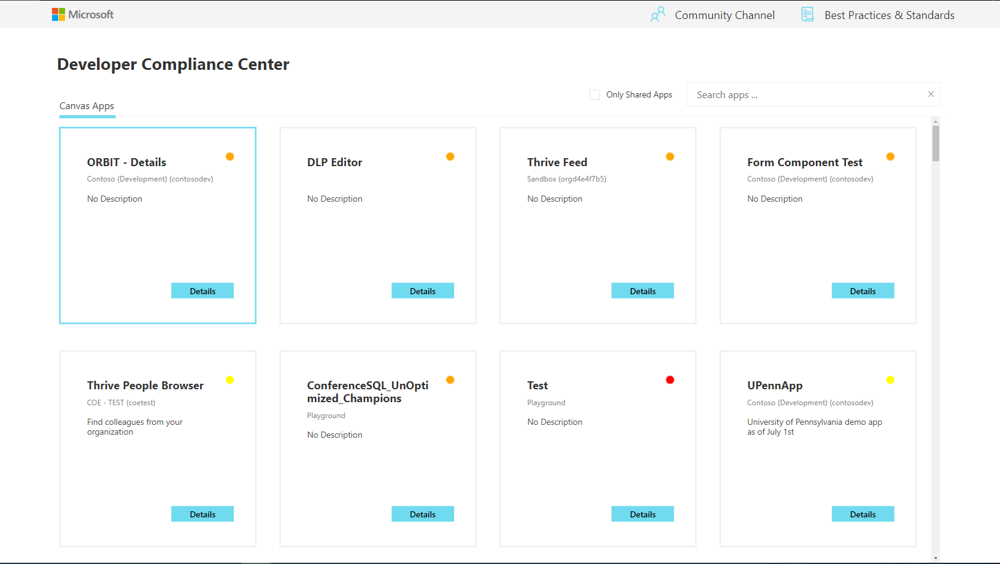 Microsoft
Community Channel
Best Practices & Standards
Developer Compliance Center
Only Shared Apps
Search apps ...
Canvas Apps
ORBIT - Details
Contoso (Development) (contosodev)
No Description
Details
DLP Editor
No Description
Details
Thrive Feed
Sandbox (orgd4e4f7b5)
No Description
Details
Form Component Test
Contoso (Development) (contosodev)
No Description
Details
Thrive People Browser
COE - TEST (coetest)
Find colleagues from your
organization
Details
ConferenceSQL_UnOpti
mized_Champions
Playground
No Description
Details
Test
Playground
No Description
Details
UPennApp
Contoso (Development) (contosodev)
University of Pennsylvania demo app
as of July 1st
Details